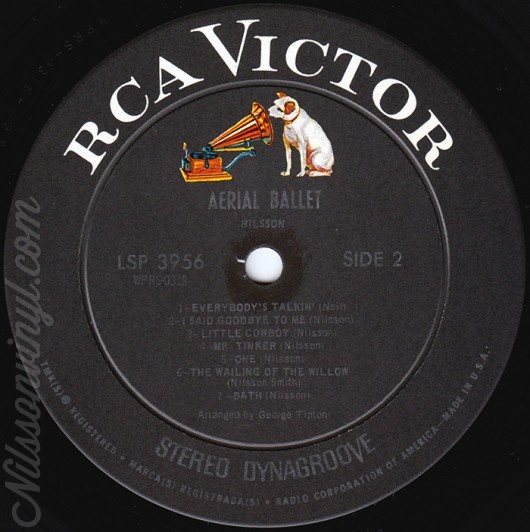 RCA VICTOR
AERIAL BALLET
NILSSON
LSP 3956
WPRS-0318
SIDE 2
1-EVERYBODY'S TALKIN' (Neil)
2-I SAID GOODBYE TO ME (Nilsson)
3-LITTLE COWBOY (Nilsson)
4-MR. TINKER (Nilsson)
5-ONE (Nilsson)
6-THE WAILING OF THE WILLOW
(Nilsson Smith)
7-BATH (Nilsson)
Arranged by George Tipton
STEREO DYNAGROOVE
TMK(S) ® REGISTERED • MARCA(S) REGISTRADA(S) • RADIO CORPORATION OF AMERICA – MADE IN U.S.A.
Nilssonvinyl.com